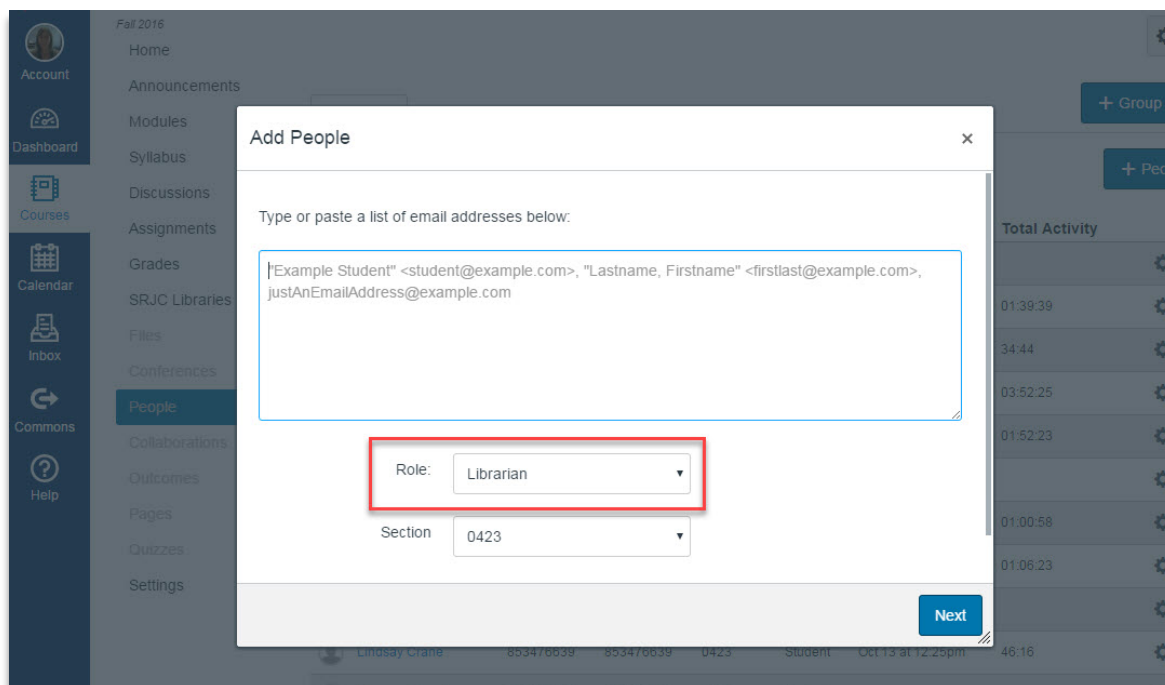 Fall 2016
Account
Dashboard
Courses
Calendar
Inbox
Commons
Help
Home
Announcements
Modules
Syllabus
Discussions
Assignments
Grades
SRJC Libraries
Files
Conferences
People
Collaborations
Outcomes
Pages
Quizzes
Settings
+ Group
+ Peo
Add People
×
Type or paste a list of email addresses below:
"Example Student" <student@example.com>, "Lastname, Firstname" <firstlast@example.com>,
justAnEmailAddress@example.com
Role: Librarian
Section 0423
Next
Total Activity
01:39:39
34:44
03:52:25
01:52:23
01:00:58
01:06:23
Lindsay Crane 853476639 853476639 0423 Student Oct 13 at 12:25pm 46:16